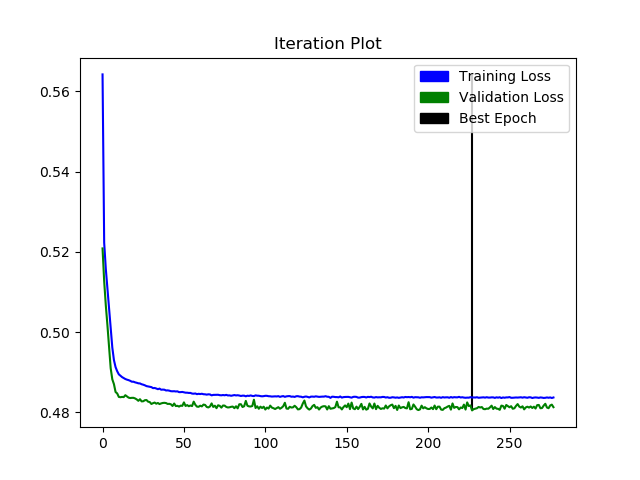 Iteration Plot
Training Loss
Validation Loss
Best Epoch
0.56
0.54
0.52
0.50
0.48
0 50 100 150 200 250